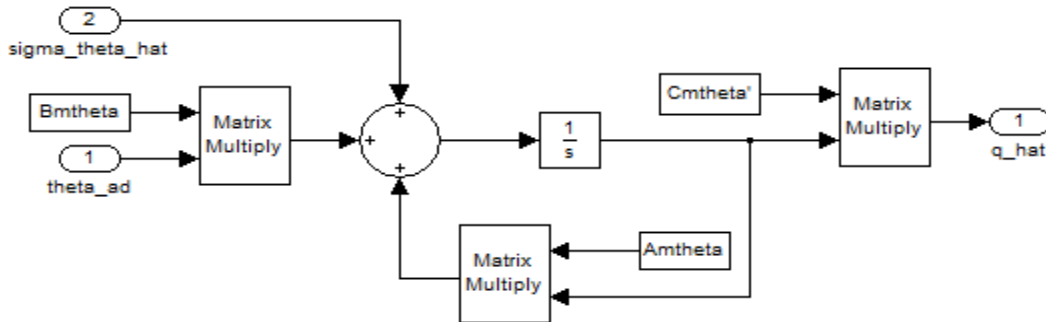 2
sigma_theta_hat
Bmtheta
1
theta_ad
Matrix
Multiply
+
+
+
1
s
Cmtheta'
Matrix
Multiply
1
q_hat
Matrix
Multiply
Amtheta